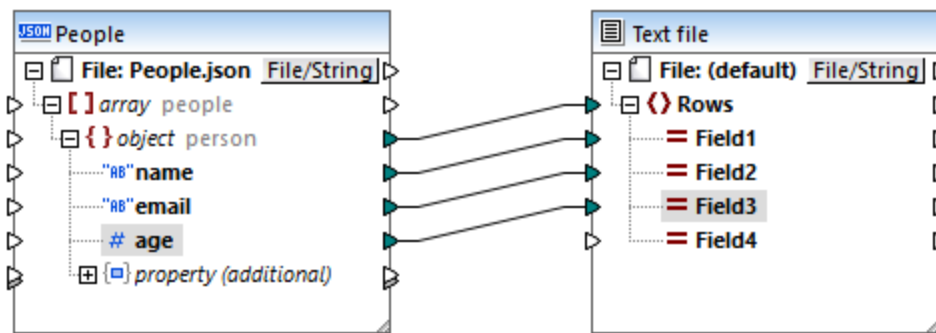 JSON People
File: People.json File/String
[ ] array people
{ } object person
"AB" name
"AB" email
# age
{ } property (additional)
Text file
File: (default) File/String
Rows
Field1
Field2
Field3
Field4